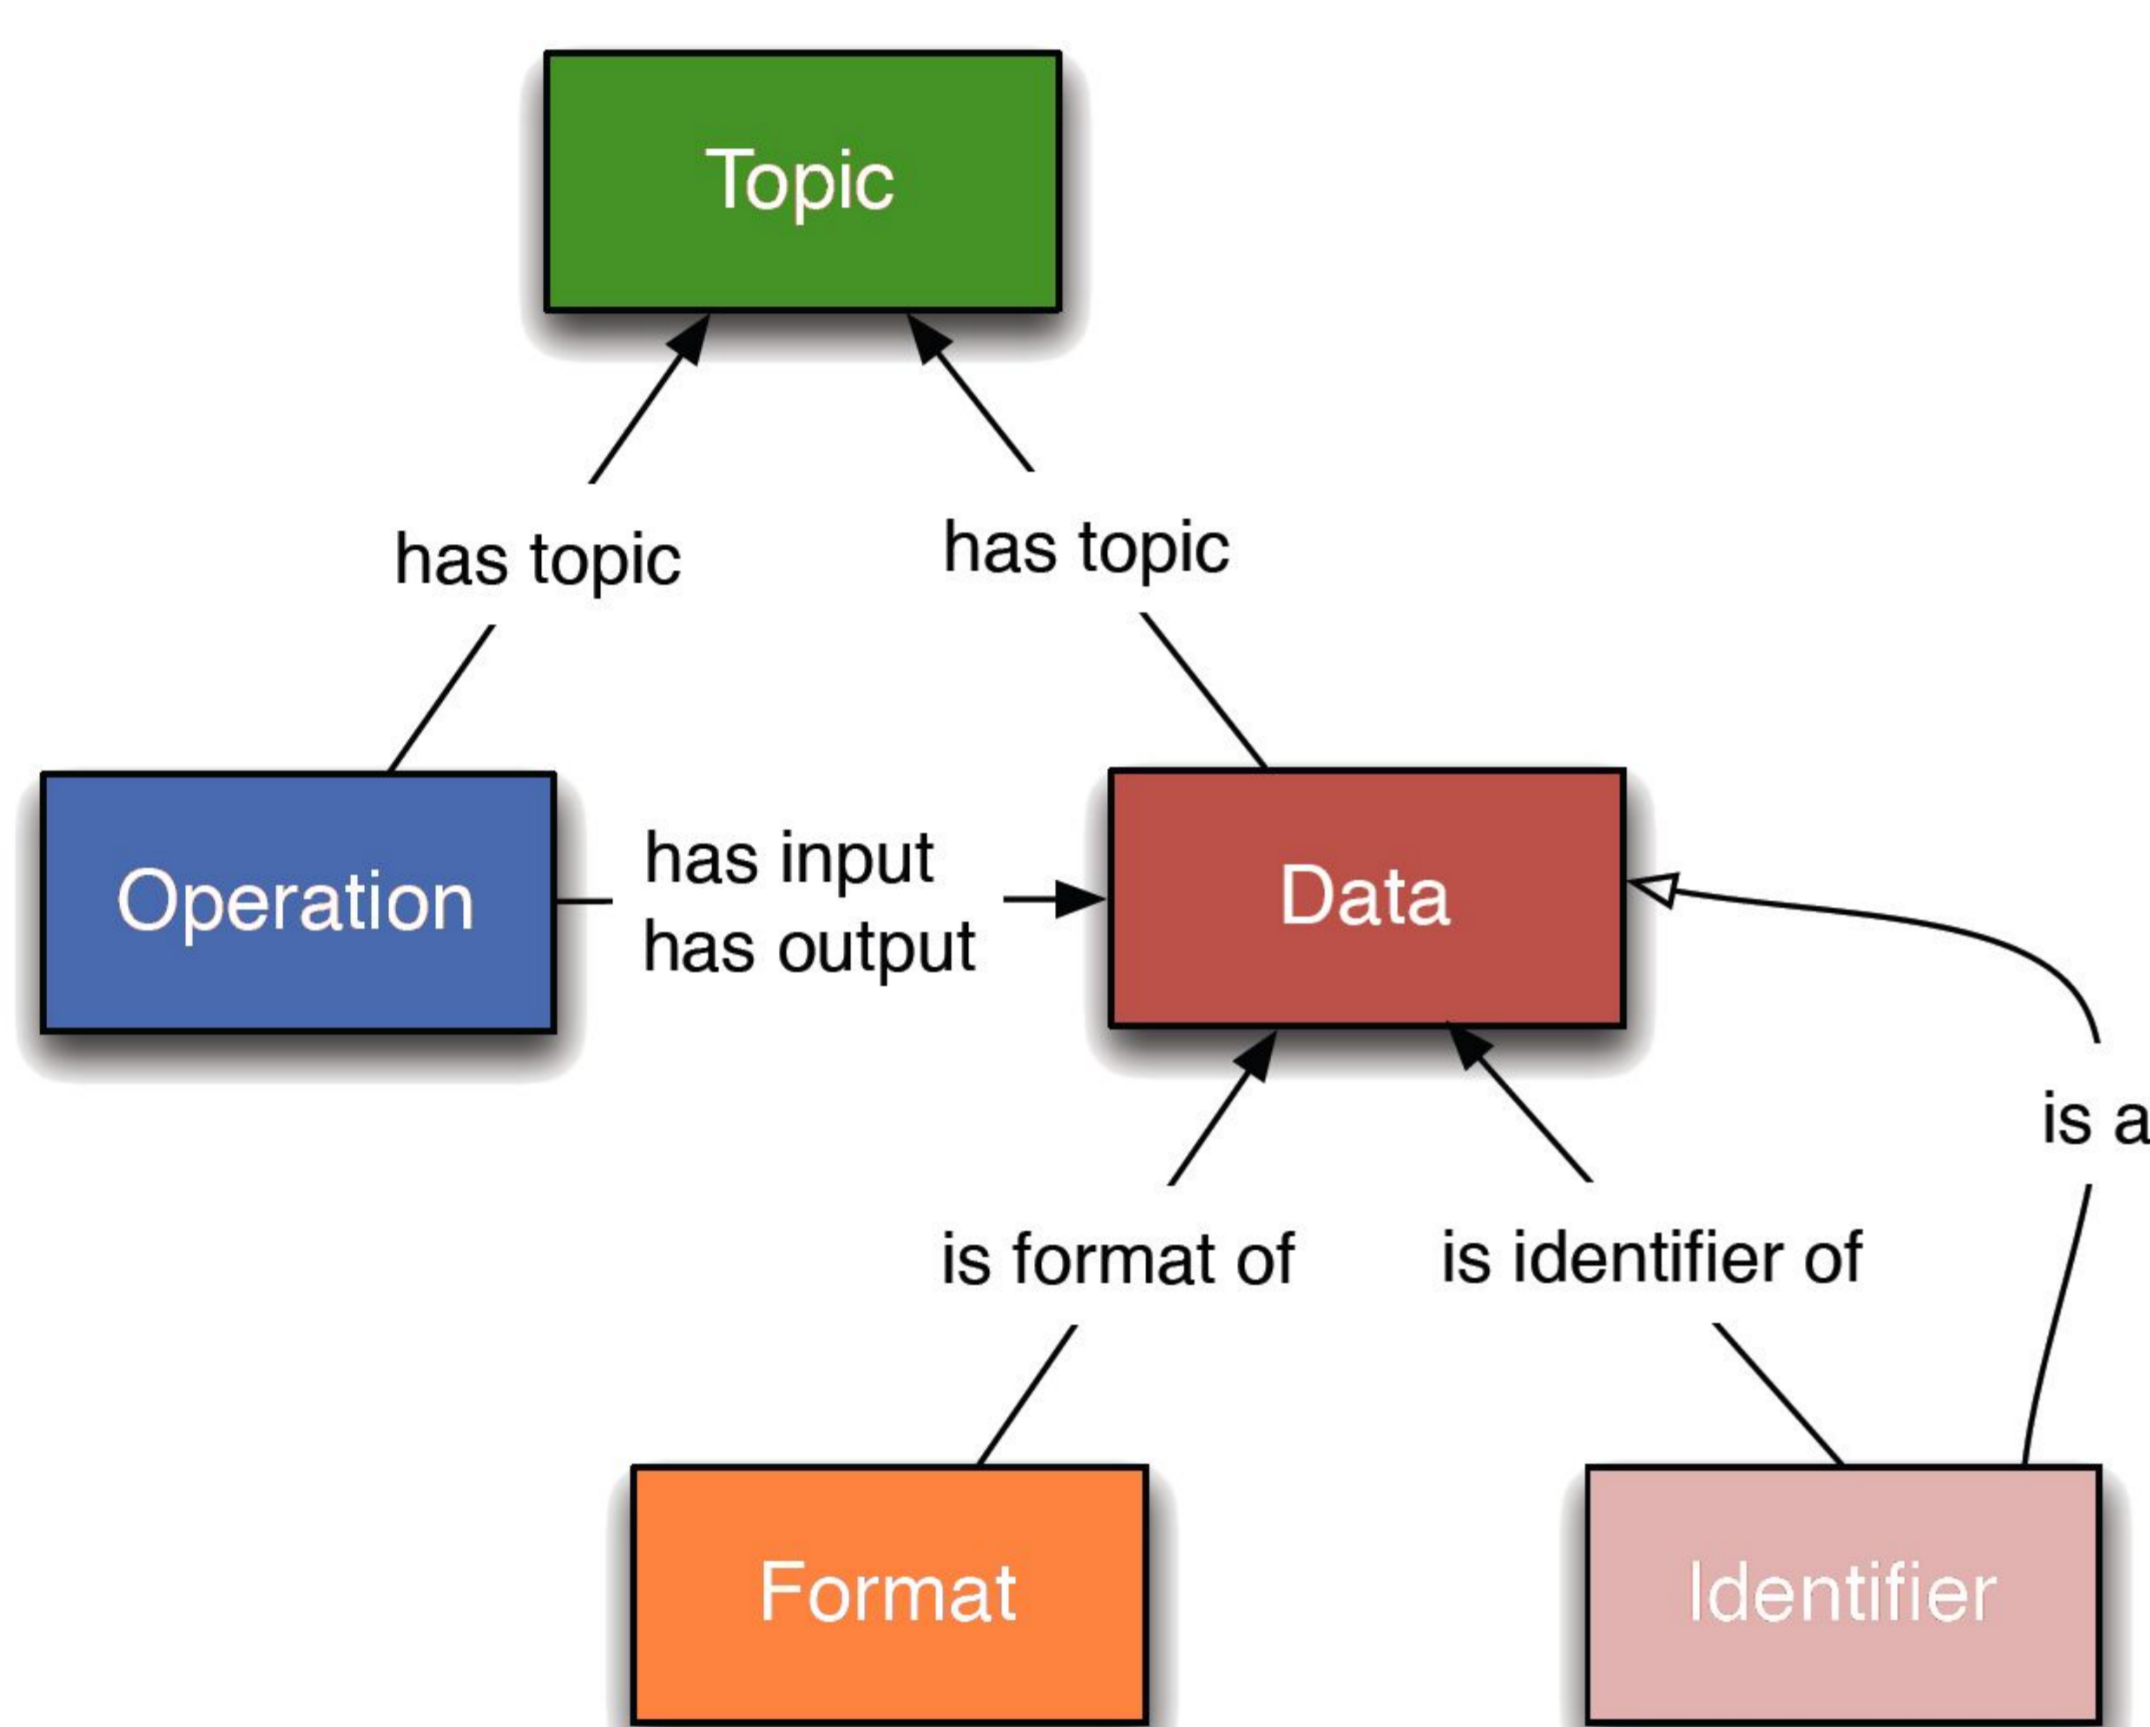 Topic
has topic
has topic
Operation
has input
has output
Data
is a
is format of
is identifier of
Format
Identifier